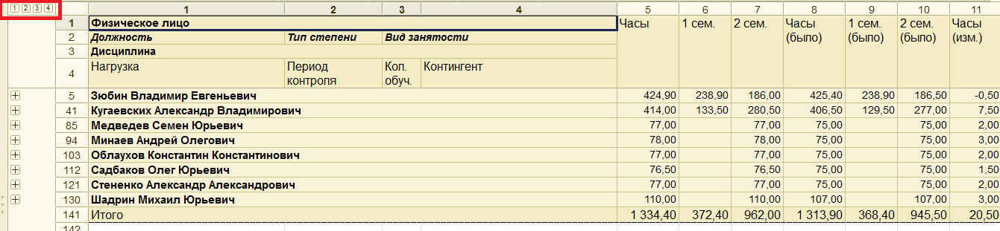 1 2 3 4 1 2 3 4 5 6 7 8 9 10 11
1 Физическое лицо Часы 1 сем. 2 сем. Часы (было) 1 сем. (было) 2 сем. (было) Часы (изм.)
2 Должность Тип степени Вид занятости
3 Дисциплина
4 Нагрузка Период контроля Кол. обуч. Контингент
5 Зюбин Владимир Евгеньевич 424,90 238,90 186,00 425,40 238,90 186,50 -0,50
41 Кугаевских Александр Владимирович 414,00 133,50 280,50 406,50 129,50 277,00 7,50
85 Медведев Семен Юрьевич 77,00 77,00 75,00 75,00 2,00
94 Минаев Андрей Олегович 78,00 78,00 75,00 75,00 3,00
103 Облаухов Константин Константинович 77,00 77,00 75,00 75,00 2,00
112 Садбаков Олег Юрьевич 76,50 76,50 75,00 75,00 1,50
121 Стененко Александр Александрович 77,00 77,00 75,00 75,00 2,00
130 Шадрин Михаил Юрьевич 110,00 110,00 107,00 107,00 3,00
141 Итого 1 334,40 372,40 962,00 1 313,90 368,40 945,50 20,50
142